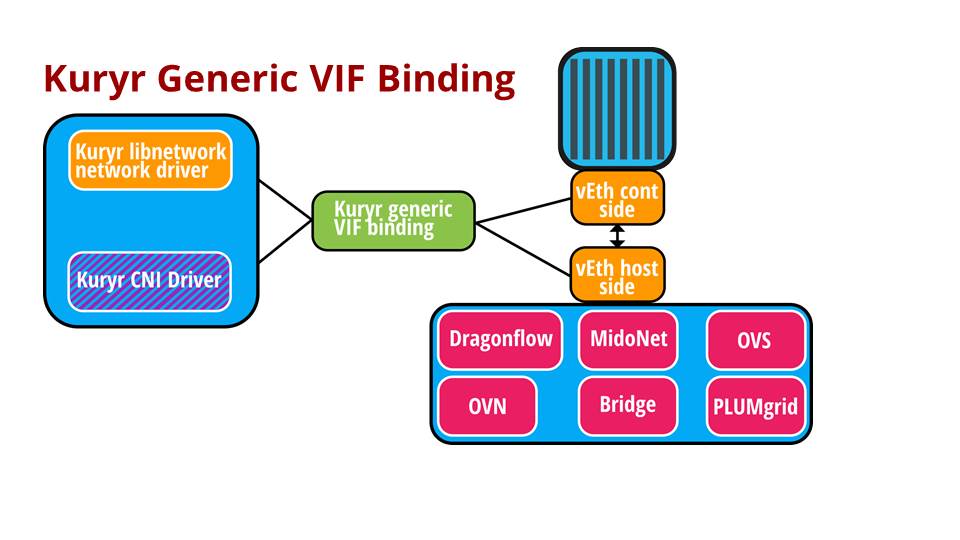 Kuryr Generic VIF Binding
Kuryr libnetwork
network driver
Kuryr CNI Driver
Kuryr generic
VIF binding
vEth cont
side
vEth host
side
Dragonflow
MidoNet
OVS
OVN
Bridge
PLUMgrid